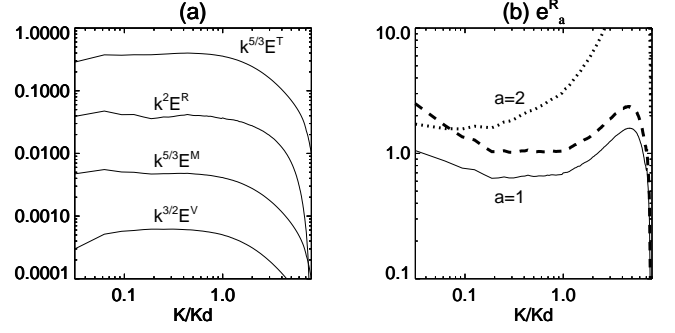 (a)
1.0000
0.1000
0.0100
0.0010
0.0001
k^5/3E^T
k^2E^R
k^5/3E^M
k^3/2E^V
0.1
1.0
K/Kd
(b) e^R_a
10.0
1.0
0.1
a=2
a=1
0.1
1.0
K/Kd